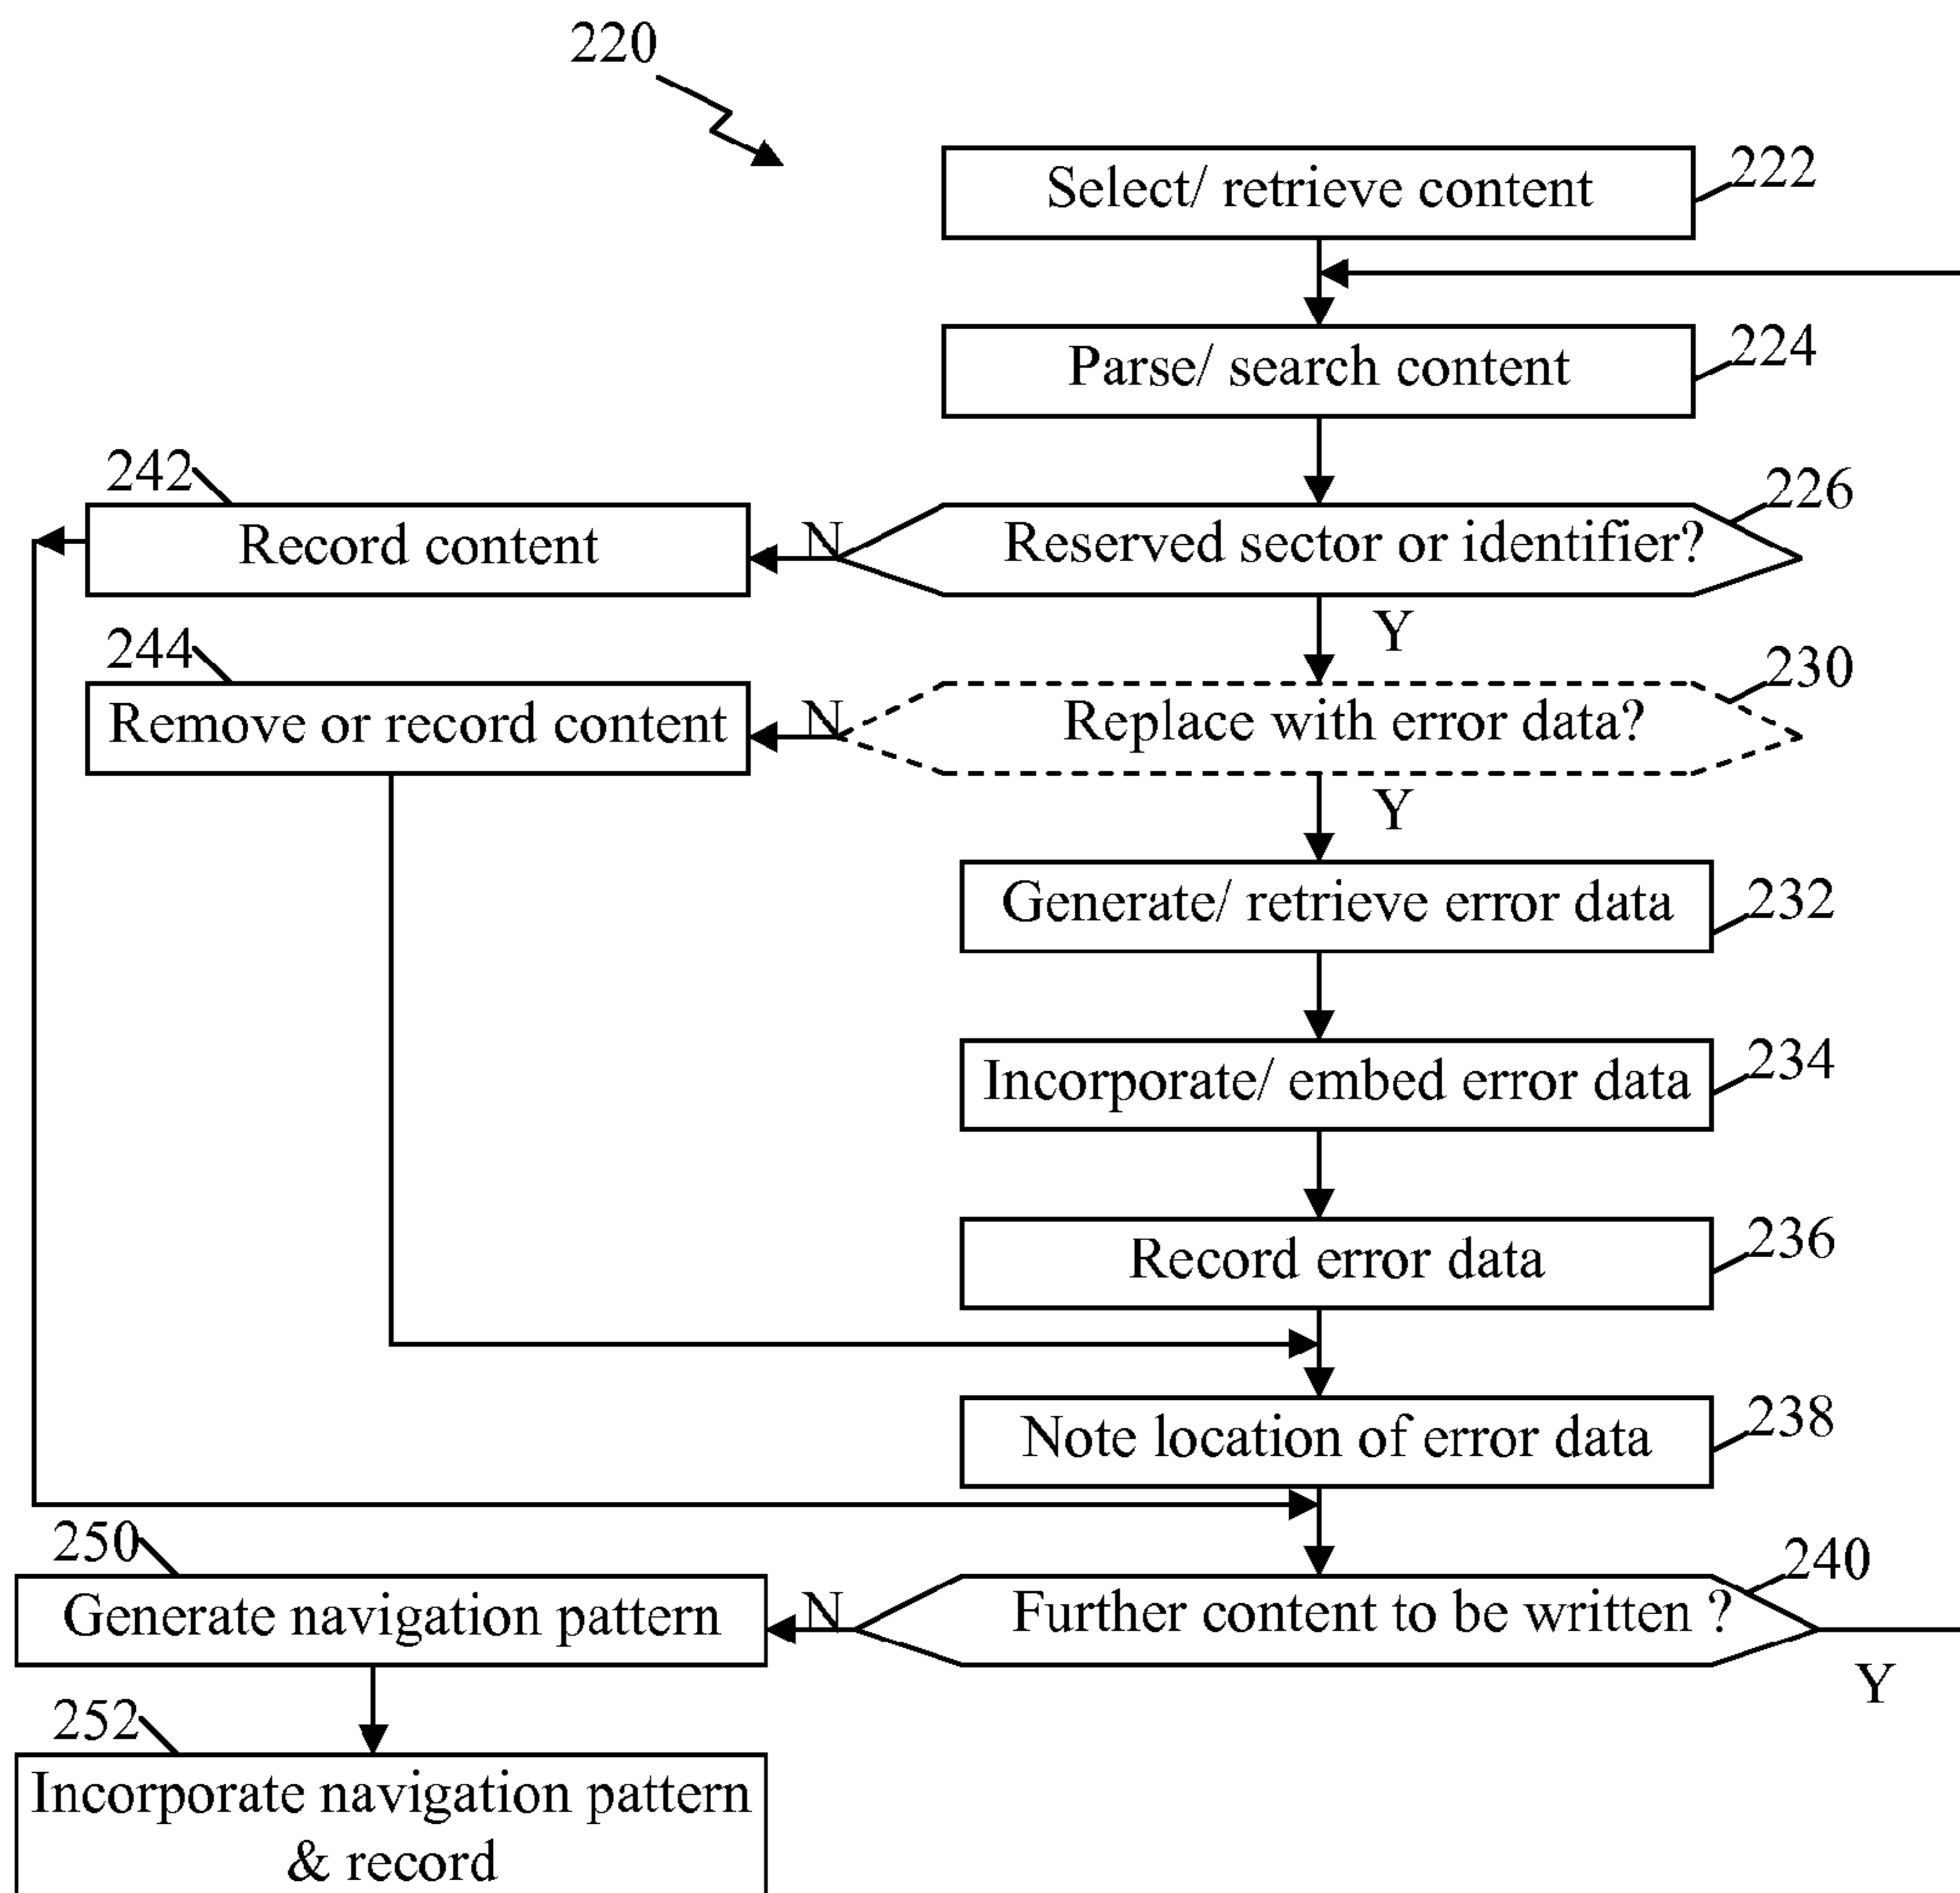 220
Select/ retrieve content
222
Parse/ search content
224
242
Record content
N
Reserved sector or identifier?
226
Y
244
Remove or record content
N
Replace with error data?
230
Y
Generate/ retrieve error data
232
Incorporate/ embed error data
234
Record error data
236
Note location of error data
238
250
Generate navigation pattern
N
Further content to be written ?
240
Y
252
Incorporate navigation pattern
& record